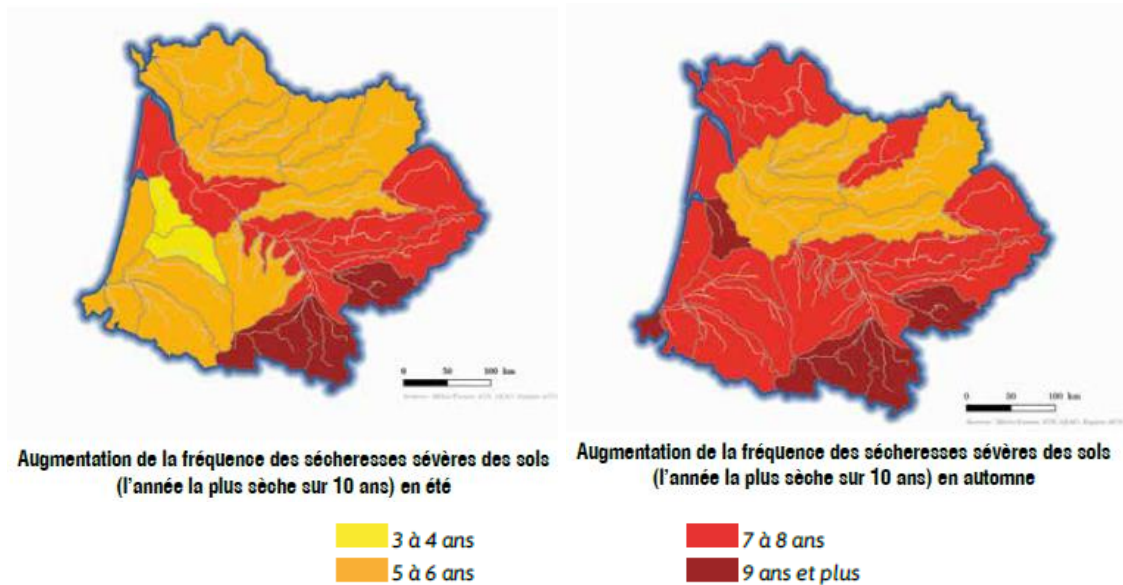 0 50 100 km
0 50 100 km
Augmentation de la fréquence des sécheresses sévères des sols
(l'année la plus sèche sur 10 ans) en été
Augmentation de la fréquence des sécheresses sévères des sols
(l'année la plus sèche sur 10 ans) en automne
3 à 4 ans
5 à 6 ans
7 à 8 ans
9 ans et plus